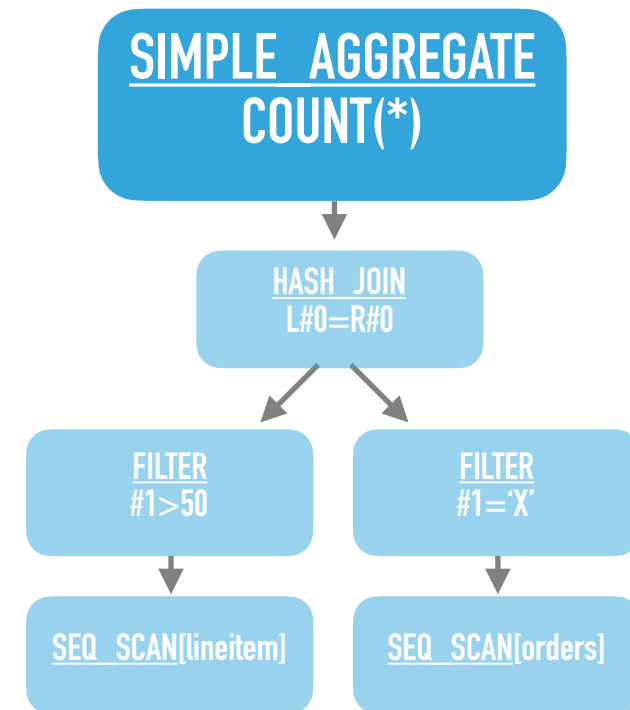 SIMPLE_AGGREGATE
COUNT(*)
HASH_JOIN
L#0=R#0
FILTER
#1>50
FILTER
#1=‘X’
SEQ_SCAN[lineitem]
SEQ_SCAN[orders]